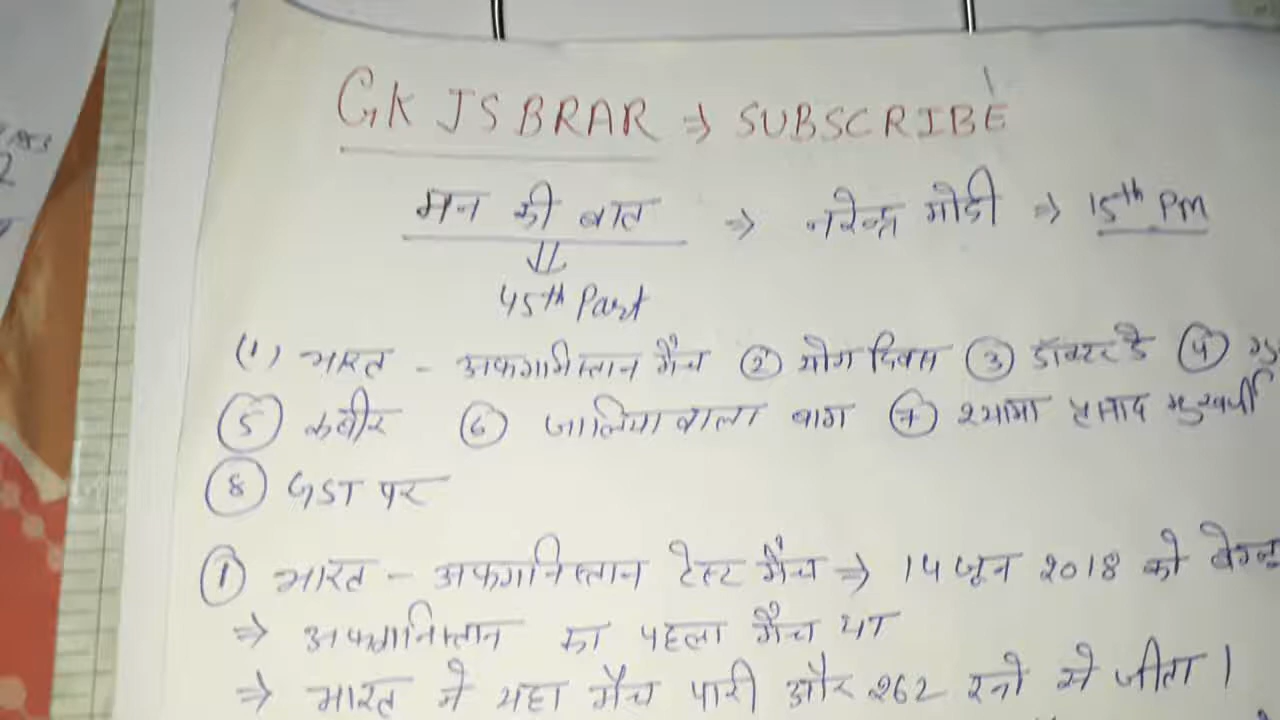 GK JS BRAR ⇒ SUBSCRIBE
मन की बात ⇒ नरेन्द्र मोदी ⇒ 15th PM
⇓
45th Part
(1) भारत - अफगानिस्तान मैच ② योग दिवस ③ डॉक्टर डे ④
⑤ कबीर ⑥ जालियावाला बाग ⑦ श्यामा प्रसाद मुखर्जी
⑧ GST पर
① भारत - अफगानिस्तान टेस्ट मैच ⇒ 14 जून 2018 को
⇒ अफगानिस्तान का पहला मैच था
⇒ भारत ने यहा मैच पारी और 262 रनो से जीता।